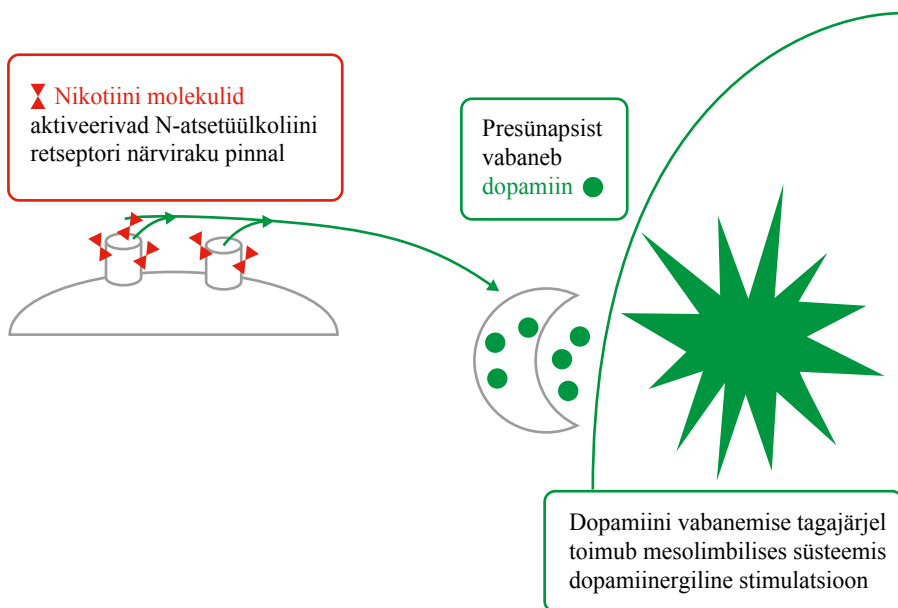 Nikotiini molekulid
aktiveerivad N-atsetüülkoliini
retseptori närviraku pinnal
Presünapsist
vabaneb
dopamiin
Dopamiini vabanemise tagajärjel
toimub mesolimbilises süsteemis
dopamiinergiline stimulatsioon